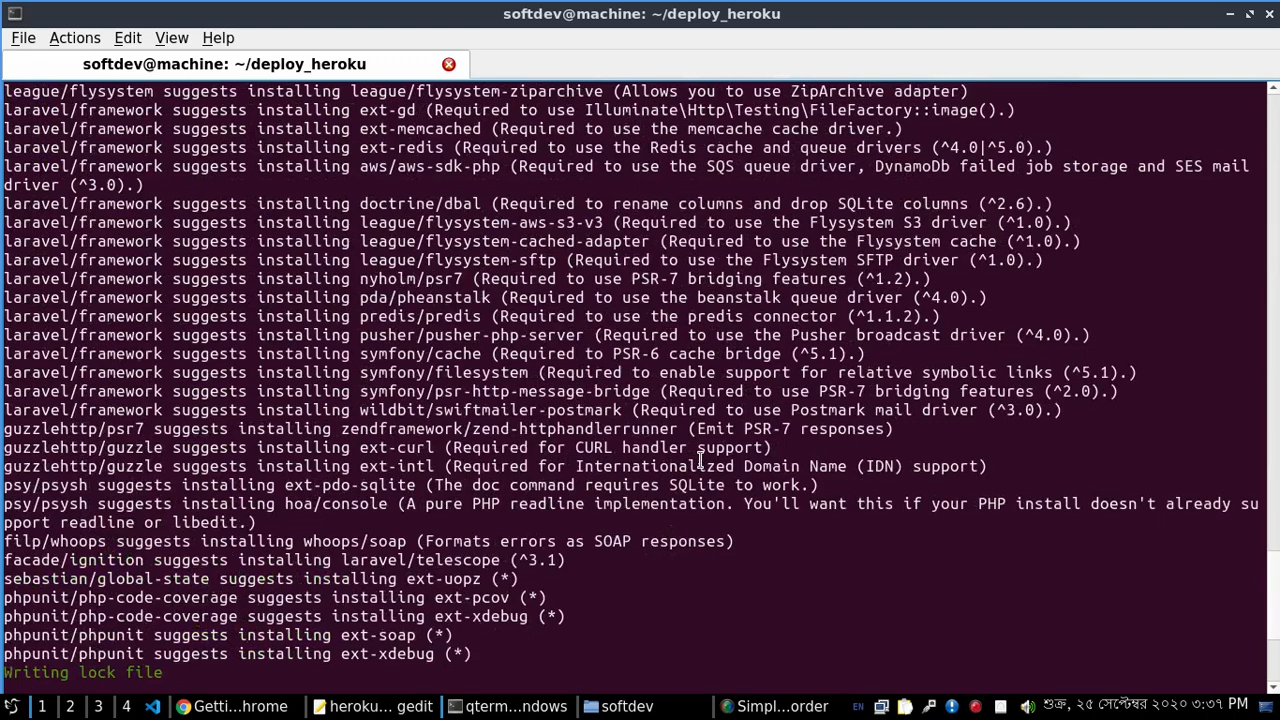 softdev@machine: ~/deploy_heroku
File Actions Edit View Help
softdev@machine: ~/deploy_heroku
league/flysystem suggests installing league/flysystem-ziparchive (Allows you to use ZipArchive adapter)
laravel/framework suggests installing ext-gd (Required to use Illuminate\Http\Testing\FileFactory::image().)
laravel/framework suggests installing ext-memcached (Required to use the memcache cache driver.)
laravel/framework suggests installing ext-redis (Required to use the Redis cache and queue drivers (^4.0|^5.0).)
laravel/framework suggests installing aws/aws-sdk-php (Required to use the SQS queue driver, DynamoDb failed job storage and SES mail
driver (^3.0).)
laravel/framework suggests installing doctrine/dbal (Required to rename columns and drop SQLite columns (^2.6).)
laravel/framework suggests installing league/flysystem-aws-s3-v3 (Required to use the Flysystem S3 driver (^1.0).)
laravel/framework suggests installing league/flysystem-cached-adapter (Required to use the Flysystem cache (^1.0).)
laravel/framework suggests installing league/flysystem-sftp (Required to use the Flysystem SFTP driver (^1.0).)
laravel/framework suggests installing nyholm/psr7 (Required to use PSR-7 bridging features (^1.2).)
laravel/framework suggests installing pda/pheanstalk (Required to use the beanstalk queue driver (^4.0).)
laravel/framework suggests installing predis/predis (Required to use the predis connector (^1.1.2).)
laravel/framework suggests installing pusher/pusher-php-server (Required to use the Pusher broadcast driver (^4.0).)
laravel/framework suggests installing symfony/cache (Required to PSR-6 cache bridge (^5.1).)
laravel/framework suggests installing symfony/filesystem (Required to enable support for relative symbolic links (^5.1).)
laravel/framework suggests installing symfony/psr-http-message-bridge (Required to use PSR-7 bridging features (^2.0).)
laravel/framework suggests installing wildbit/swiftmailer-postmark (Required to use Postmark mail driver (^3.0).)
guzzlehttp/psr7 suggests installing zendframework/zend-httphandlerrunner (Emit PSR-7 responses)
guzzlehttp/guzzle suggests installing ext-curl (Required for CURL handler support)
guzzlehttp/guzzle suggests installing ext-intl (Required for Internationalized Domain Name (IDN) support)
psy/psysh suggests installing ext-pdo-sqlite (The doc command requires SQLite to work.)
psy/psysh suggests installing hoa/console (A pure PHP readline implementation. You'll want this if your PHP install doesn't already su
pport readline or libedit.)
filp/whoops suggests installing whoops/soap (Formats errors as SOAP responses)
facade/ignition suggests installing laravel/telescope (^3.1)
sebastian/global-state suggests installing ext-uopz (*)
phpunit/php-code-coverage suggests installing ext-pcov (*)
phpunit/php-code-coverage suggests installing ext-xdebug (*)
phpunit/phpunit suggests installing ext-soap (*)
phpunit/phpunit suggests installing ext-xdebug (*)
Writing lock file
1 2 3 4 Getti...hrome heroku... gedit qterm...ndows softdev Simpl...order EN শুক্র, ২৫ সেপ্টেম্বর ২০২০ ৩:৩৭ PM